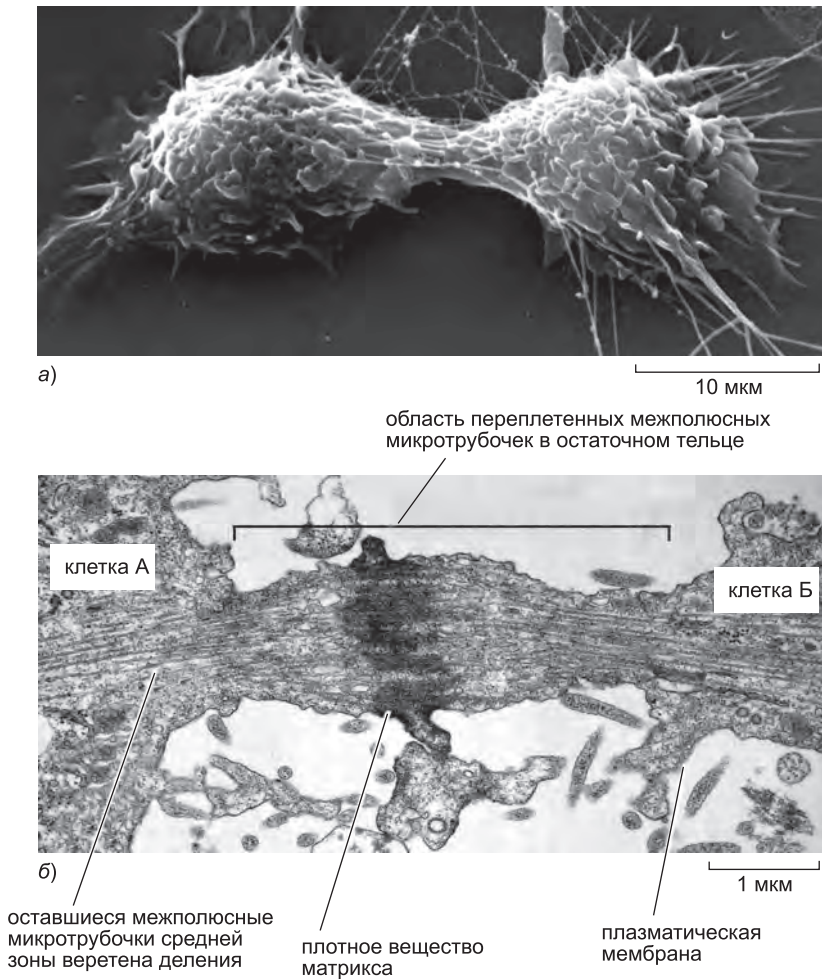 а)
10 мкм
область переплетенных межполюсных
микротрубочек в остаточном тельце
клетка А
клетка Б
б)
1 мкм
оставшиеся межполюсные
микротрубочки средней
зоны веретена деления
плотное вещество
матрикса
плазматическая
мембрана